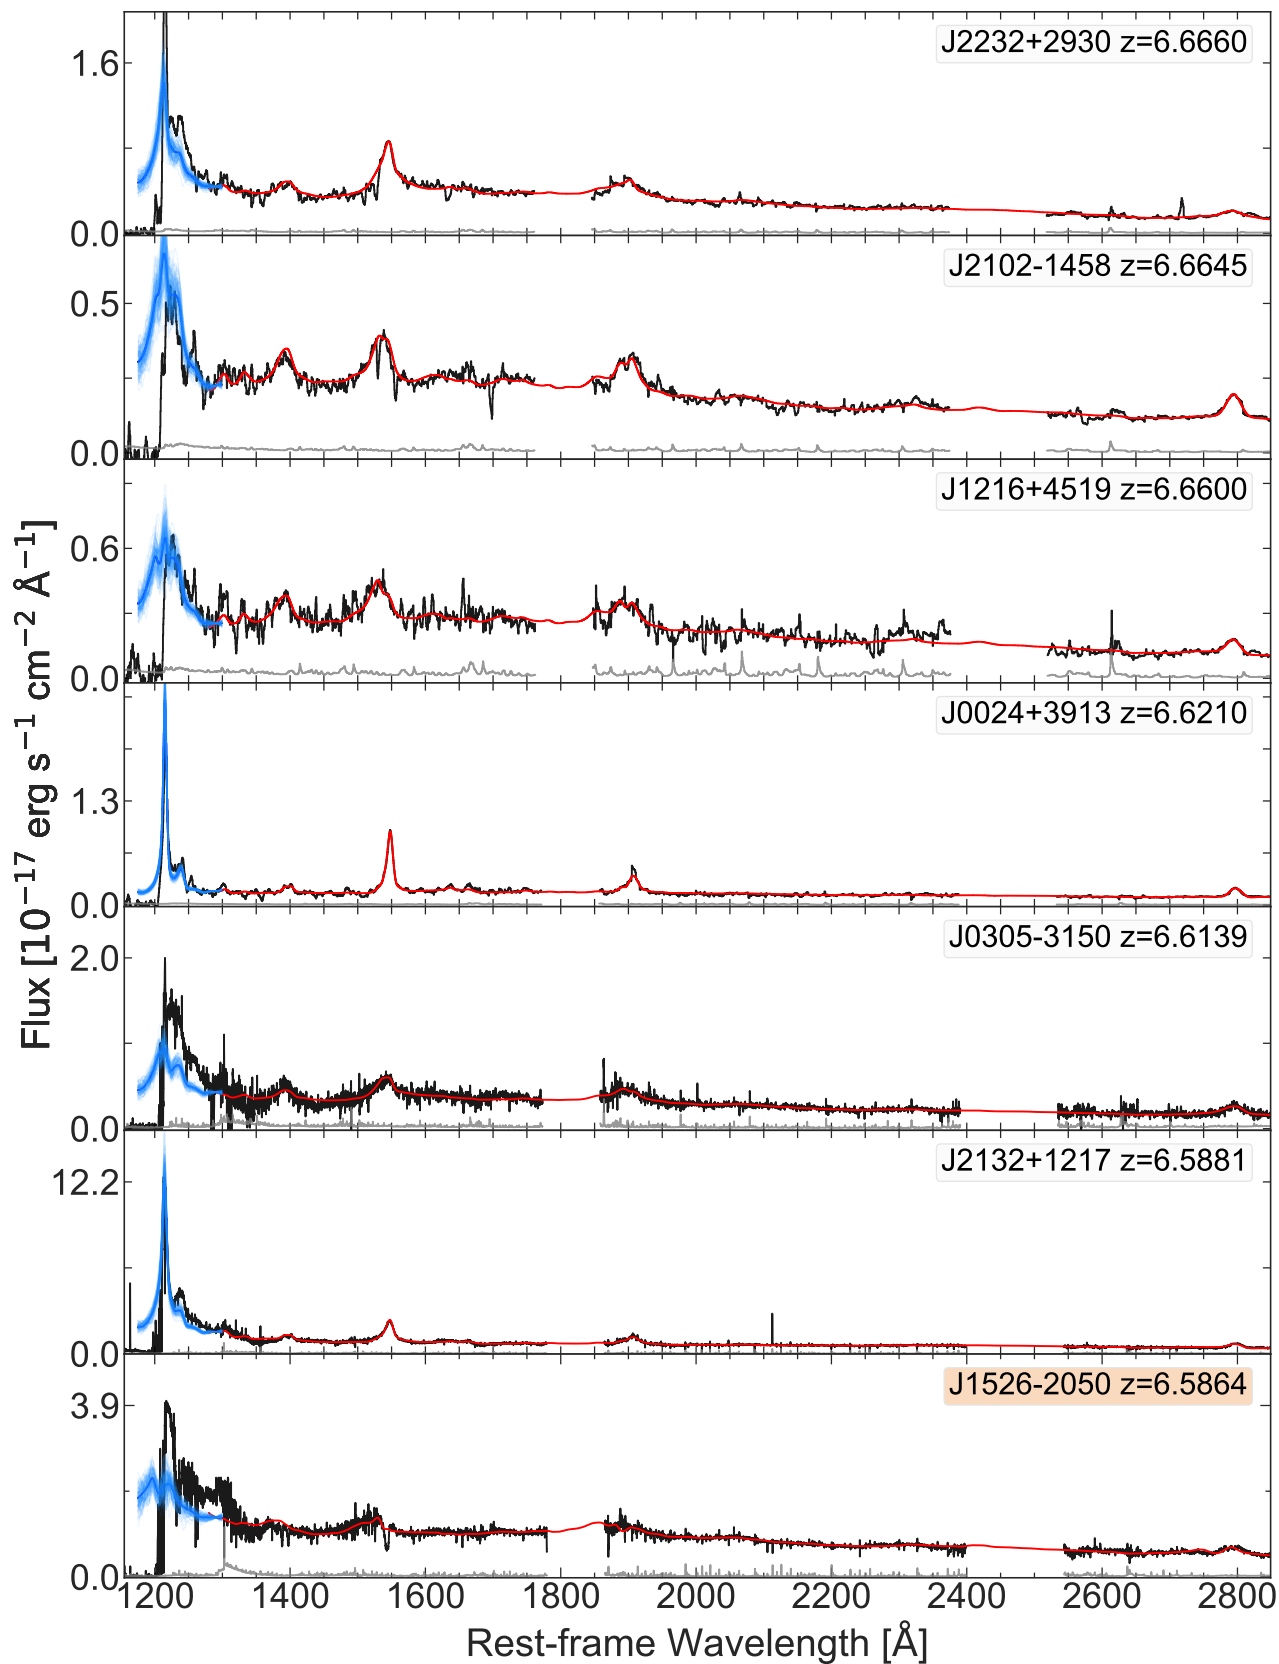 J2232+2930 z=6.6660
1.6
0.0
J2102-1458 z=6.6645
0.5
0.0
J1216+4519 z=6.6600
0.6
0.0
J0024+3913 z=6.6210
1.3
0.0
J0305-3150 z=6.6139
2.0
0.0
J2132+1217 z=6.5881
12.2
0.0
J1526-2050 z=6.5864
3.9
0.0
Flux [10⁻¹⁷ erg s⁻¹ cm⁻² Å⁻¹]
1200 1400 1600 1800 2000 2200 2400 2600 2800
Rest-frame Wavelength [Å]